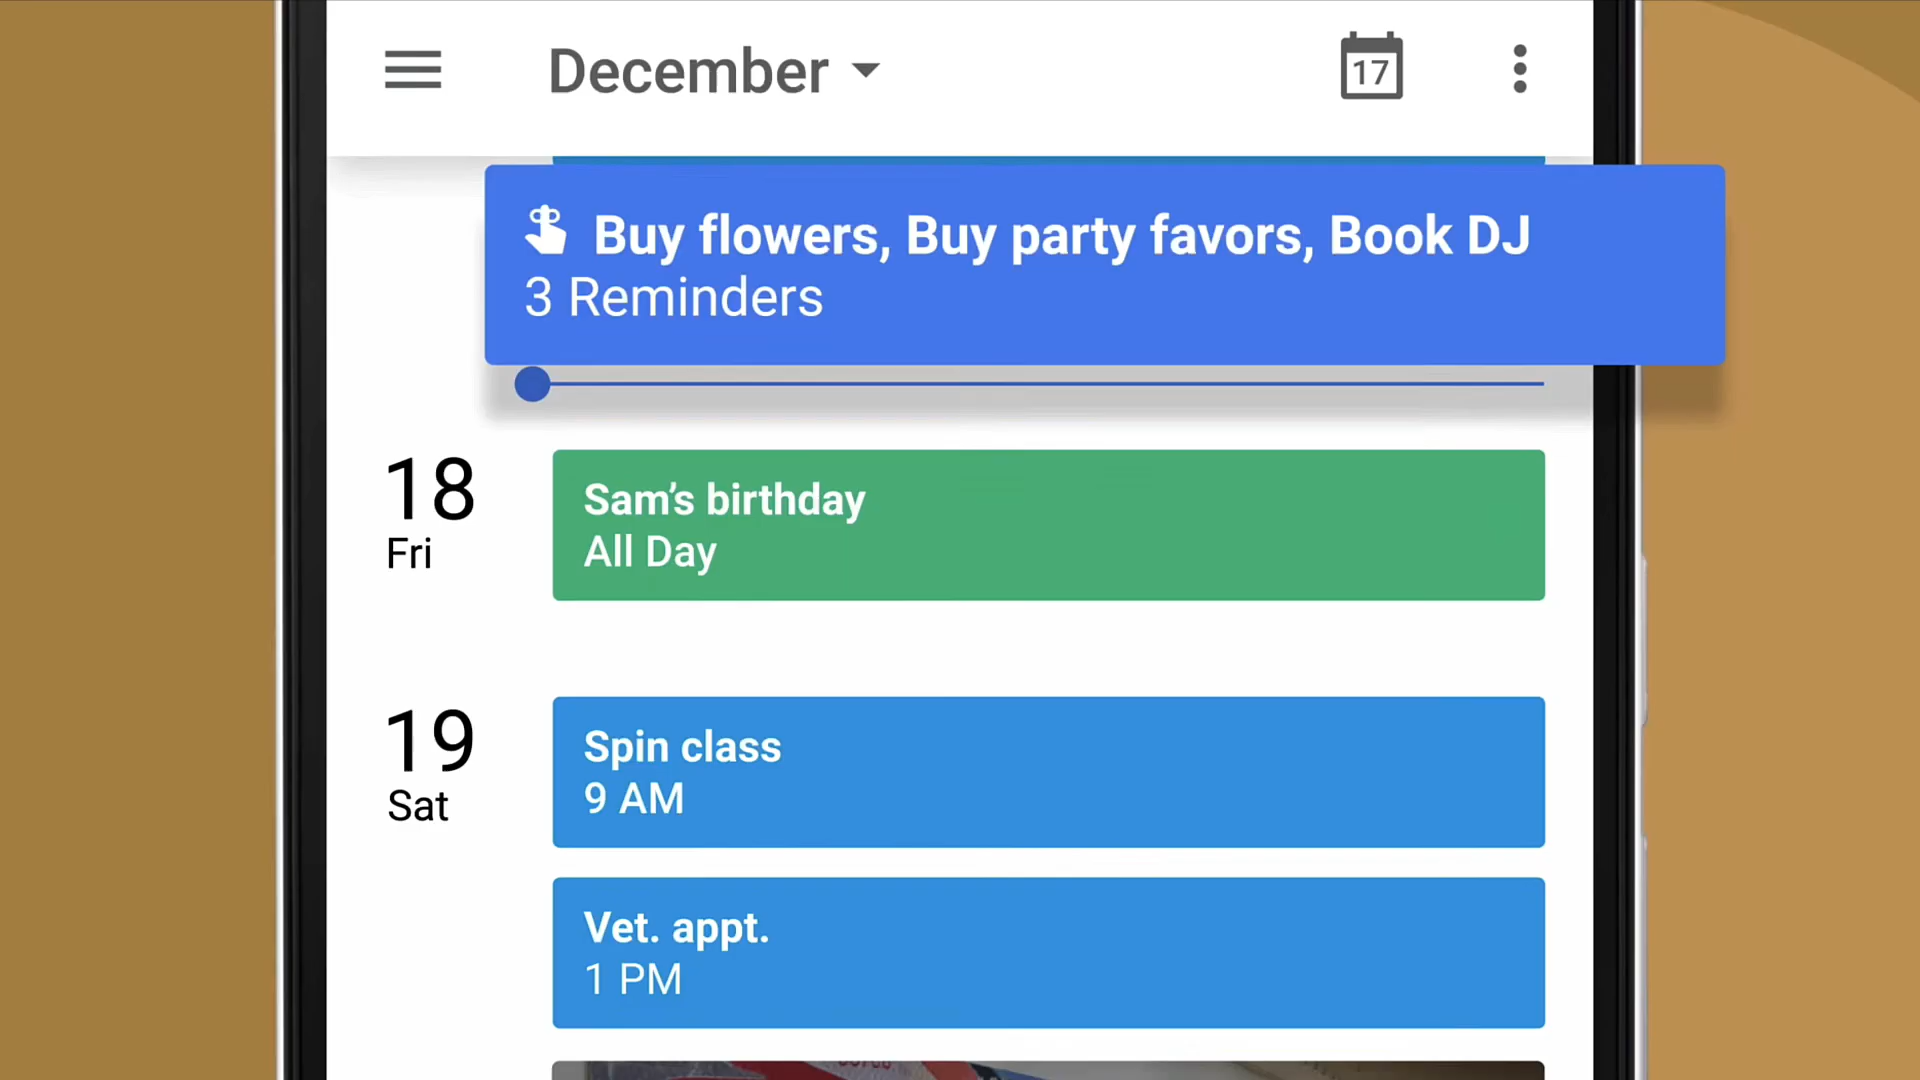 December
17
Buy flowers, Buy party favors, Book DJ
3 Reminders
18
Fri
Sam’s birthday
All Day
19
Sat
Spin class
9 AM
Vet. appt.
1 PM